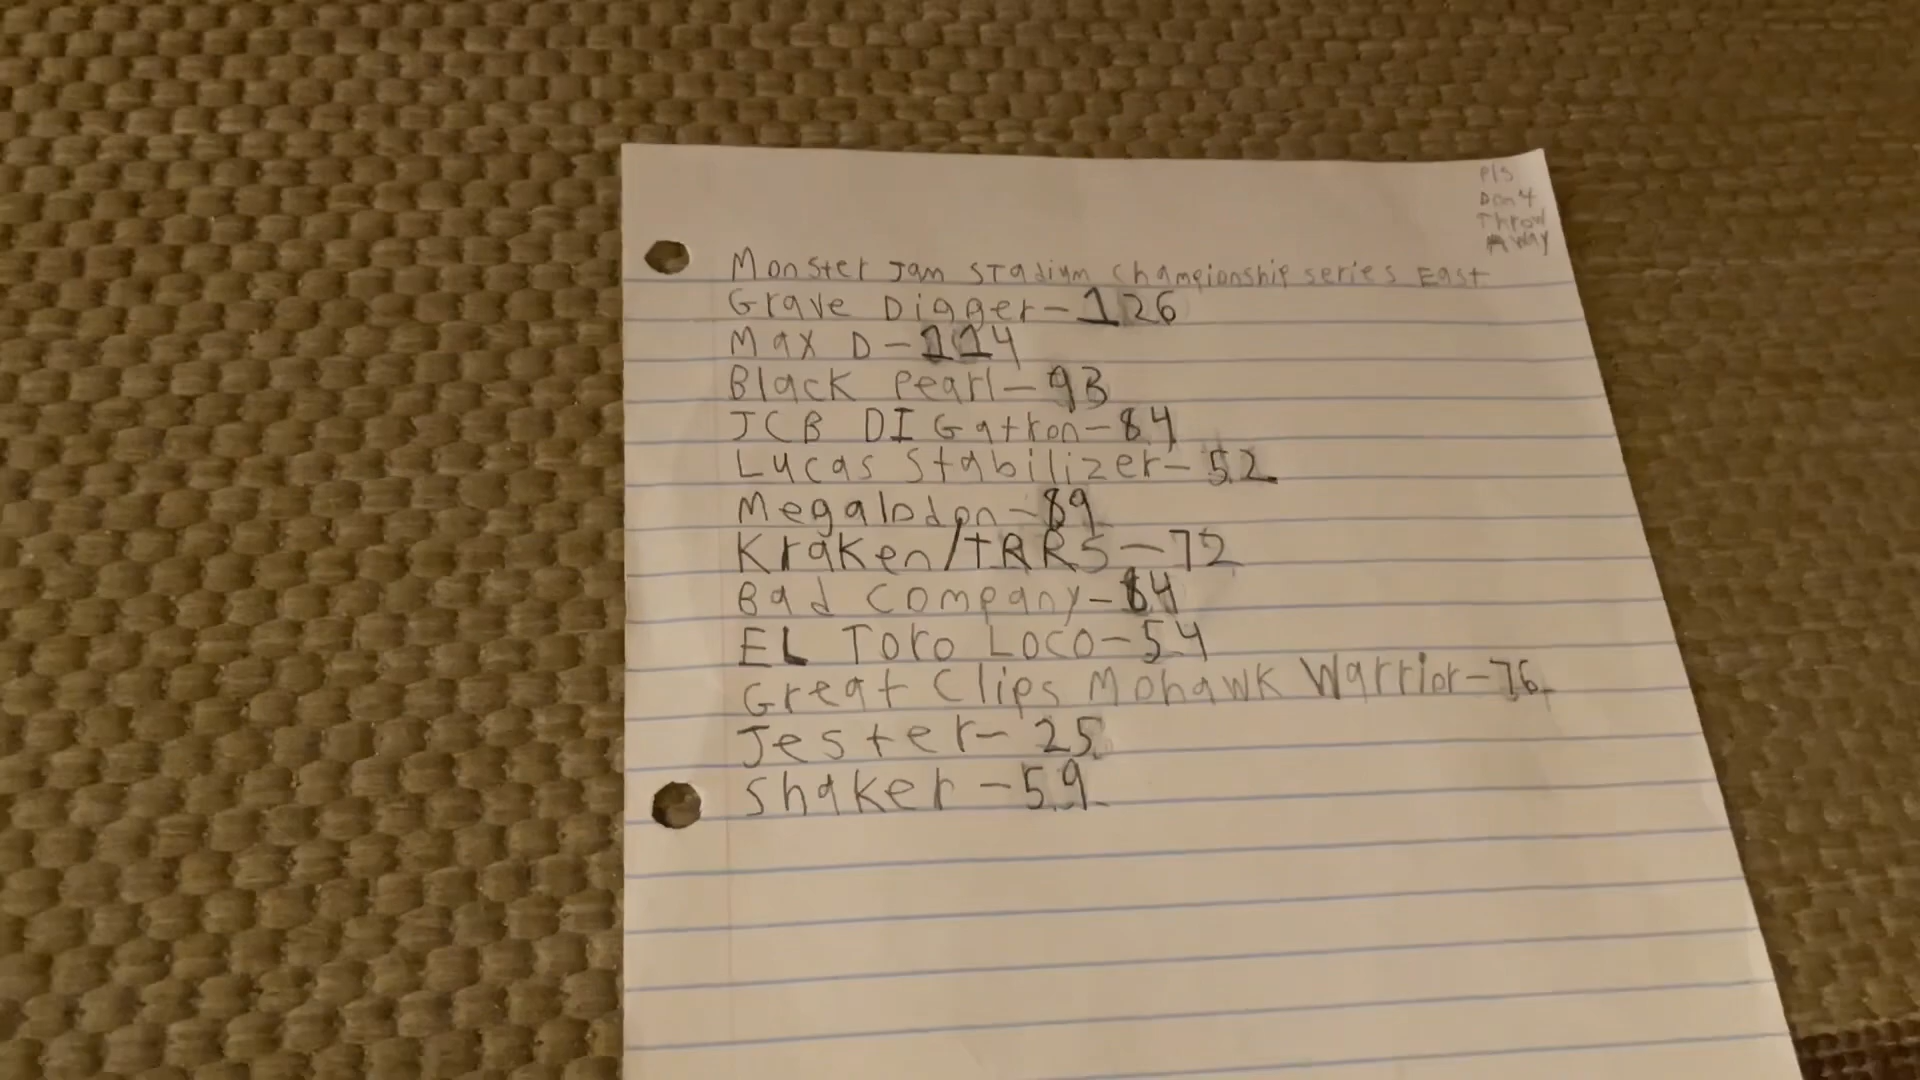 Pls
Don4
Throw
Away
Monster Jam STadium Championship series East
Grave Digger-126
Max D-114
Black Pearl-93
JCB DIGatron-84
Lucas Stabilizer-52
Megalodon-89
Kraken/TRRS-72
Bad Company-84
EL Toro Loco-54
Great Clips Mohawk Warrior-76
Jester-25
Shaker-59